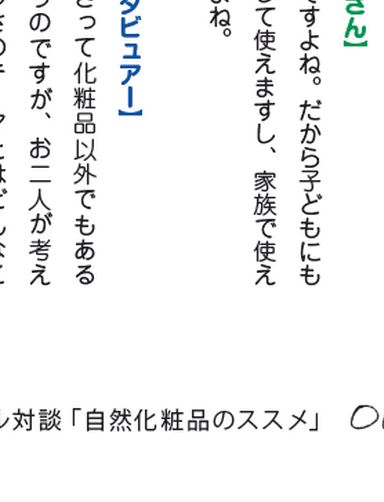 さん】
ですよね。だから子どもにも
して使えますし、家族で使え
よね。
タビュアー】
さって化粧品以外でもある
うのですが、お二人が考え
ル対談「自然化粧品のススメ」